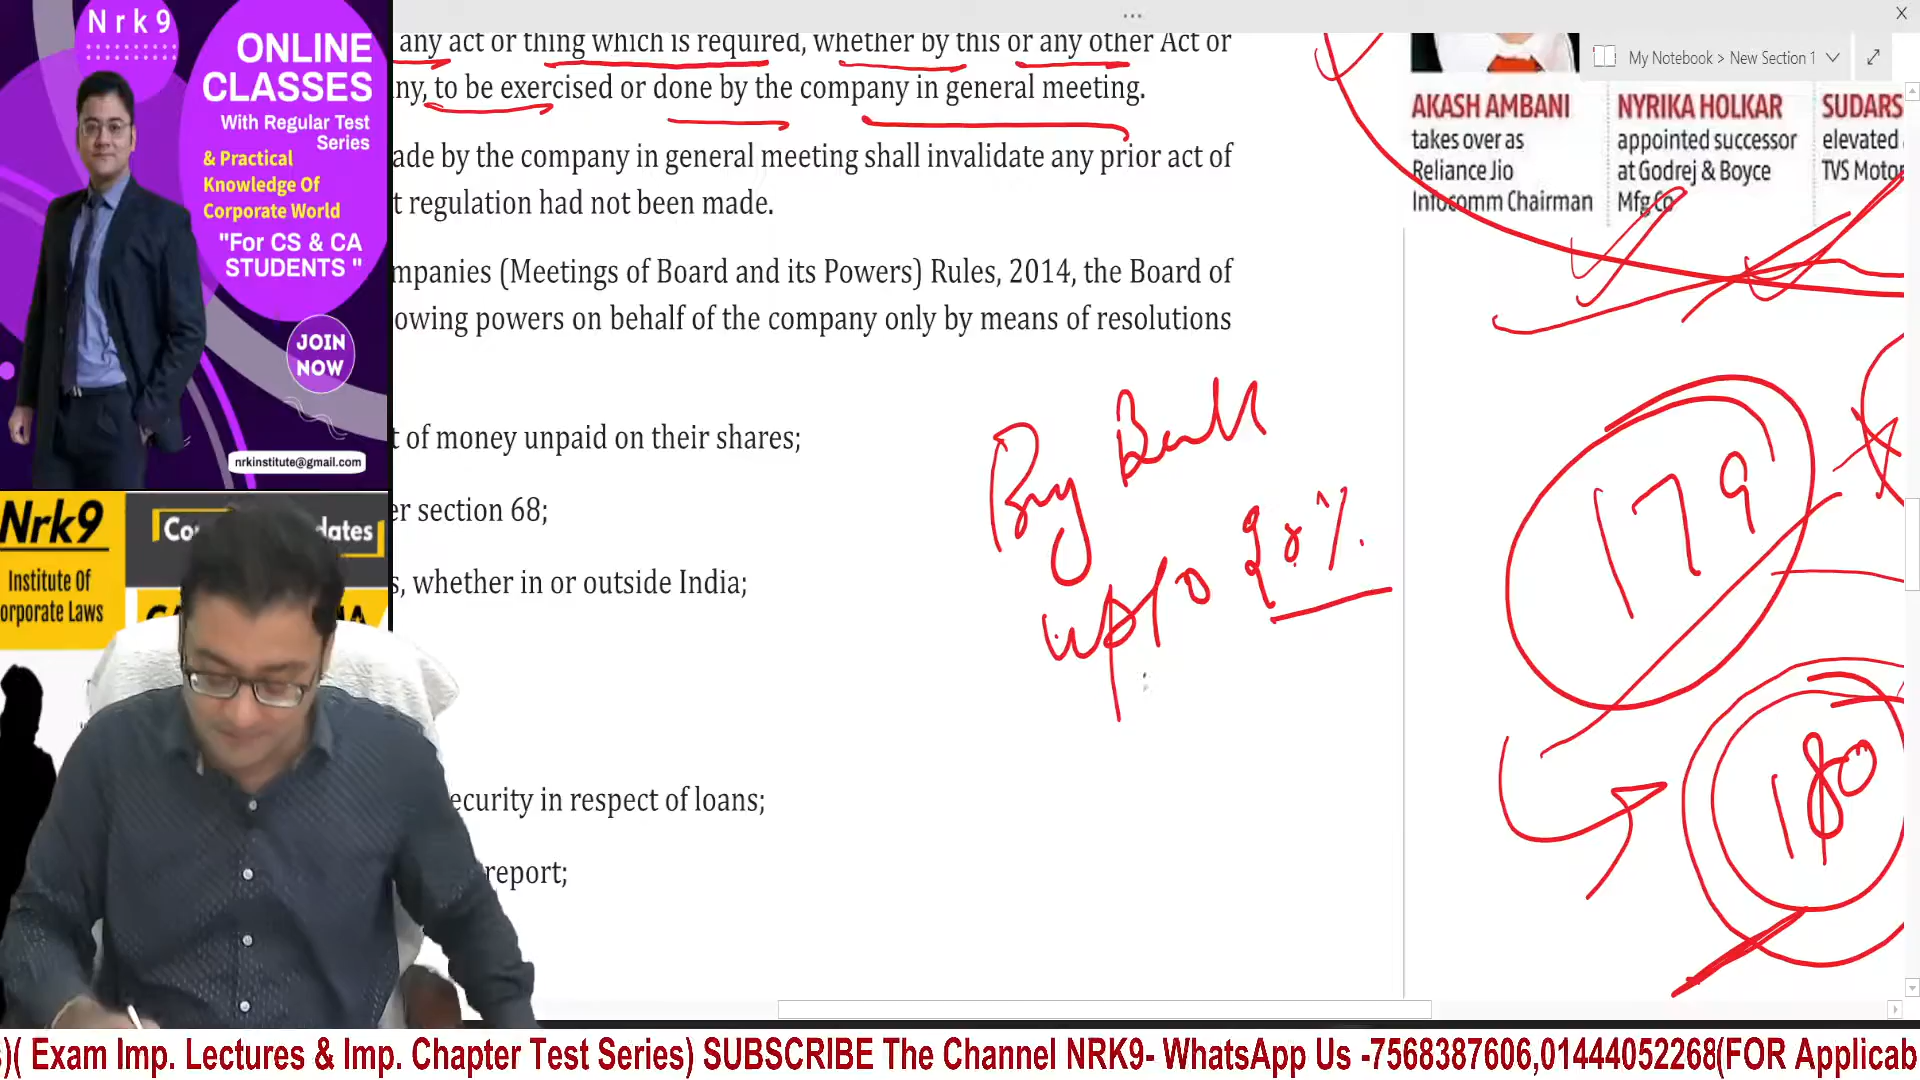 Nrk9
ONLINE
CLASSES
With Regular Test
Series
& Practical
Knowledge Of
Corporate World
"For CS & CA
STUDENTS "
JOIN
NOW
nrkinstitute@gmail.com
Nrk9
Institute Of
orporate Laws
Co
dates
any act or thing which is required, whether by this or any other Act or
ny, to be exercised or done by the company in general meeting.
ade by the company in general meeting shall invalidate any prior act of
t regulation had not been made.
mpanies (Meetings of Board and its Powers) Rules, 2014, the Board of
owing powers on behalf of the company only by means of resolutions
t of money unpaid on their shares;
er section 68;
s, whether in or outside India;
ecurity in respect of loans;
report;
Buy Back
upto
My Notebook > New Section 1
AKASH AMBANI
takes over as
Reliance Jio
Infocomm Chairman
NYRIKA HOLKAR
appointed successor
at Godrej & Boyce
Mfg Co
SUDARS
elevated
TVS Motor
179
180
s)( Exam Imp. Lectures & Imp. Chapter Test Series) SUBSCRIBE The Channel NRK9- WhatsApp Us -7568387606,01444052268(FOR Applicab